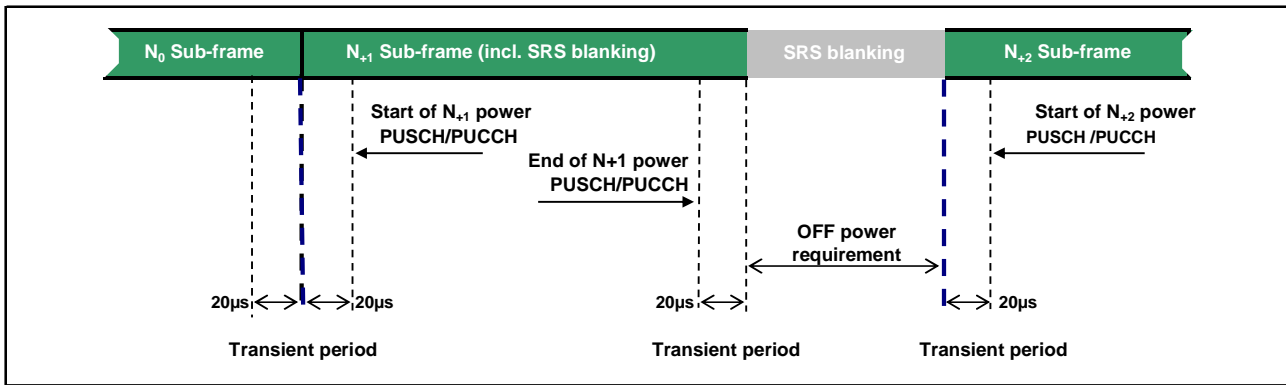 N0 Sub-frame
N+1 Sub-frame (incl. SRS blanking)
SRS blanking
N+2 Sub-frame
Start of N+1 power
PUSCH/PUCCH
End of N+1 power
PUSCH/PUCCH
Start of N+2 power
PUSCH /PUCCH
OFF power
requirement
20µs
20µs
20µs
20µs
Transient period
Transient period
Transient period